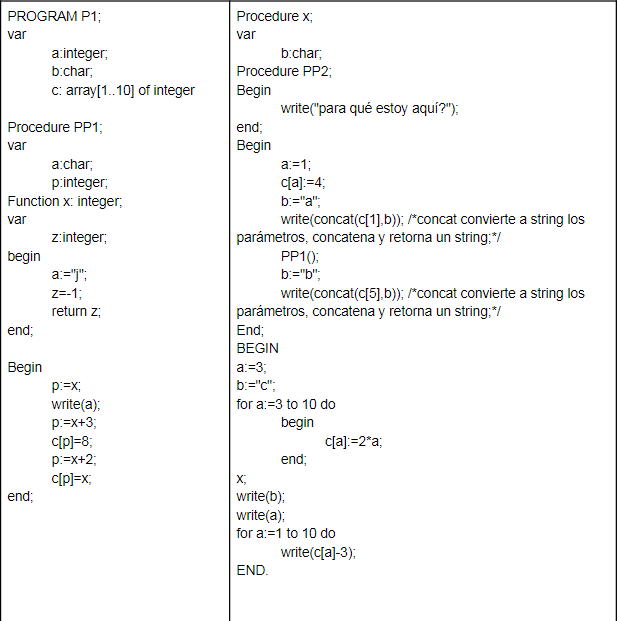 PROGRAM P1;
var
a:integer;
b:char;
c: array[1..10] of integer
Procedure PP1;
var
a:char;
p:integer;
Function x: integer;
var
z:integer;
begin
a:="j";
z=-1;
return z;
end;
Begin
p:=x;
write(a);
p:=x+3;
c[p]=8;
p:=x+2;
c[p]=x;
end;
Procedure x;
var
b:char;
Procedure PP2;
Begin
write("para qué estoy aquí?");
end;
Begin
a:=1;
c[a]:=4;
b:="a";
write(concat(c[1],b)); /*concat convierte a string los
parámetros, concatena y retorna un string;*/
PP1();
b:="b";
write(concat(c[5],b)); /*concat convierte a string los
parámetros, concatena y retorna un string;*/
End;
BEGIN
a:=3;
b:="c";
for a:=3 to 10 do
begin
c[a]:=2*a;
end;
x;
write(b);
write(a);
for a:=1 to 10 do
write(c[a]-3);
END.